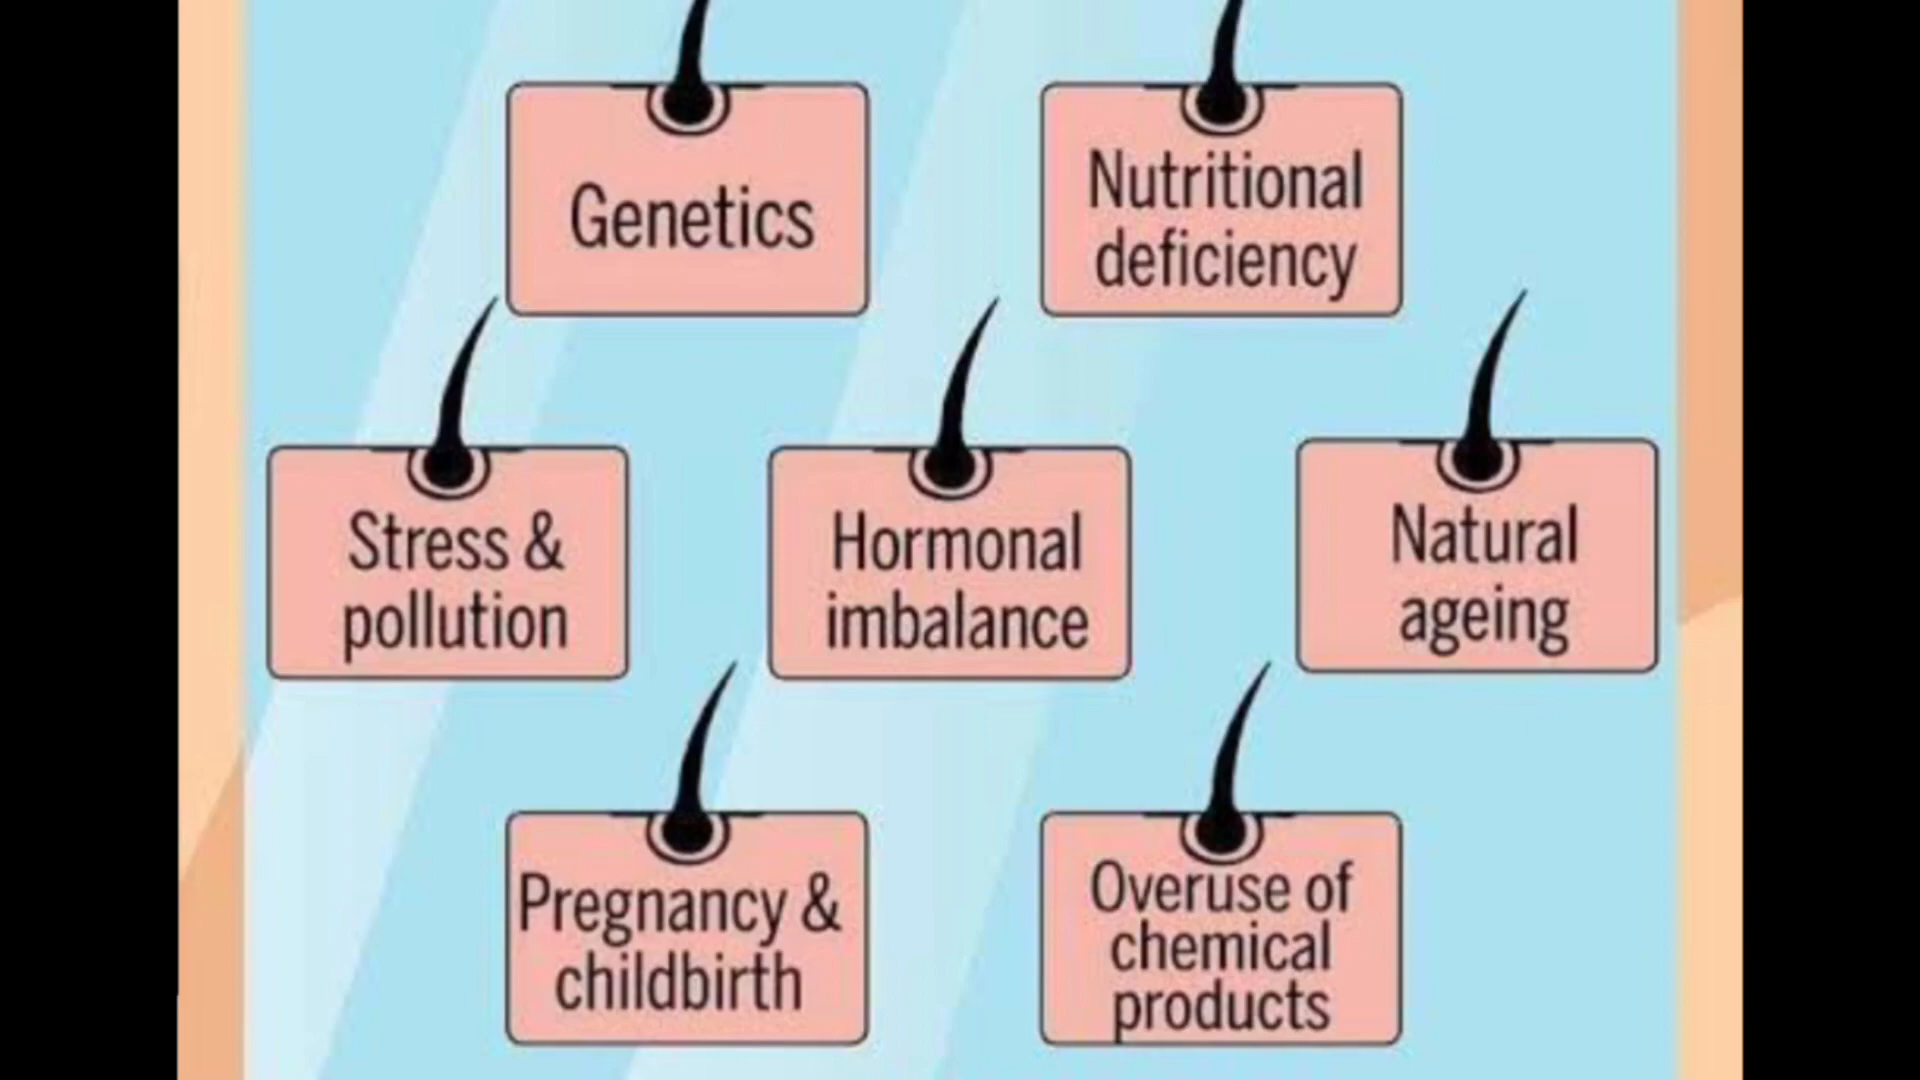 Genetics
Nutritional
deficiency
Stress &
pollution
Hormonal
imbalance
Natural
ageing
Pregnancy &
childbirth
Overuse of
chemical
products